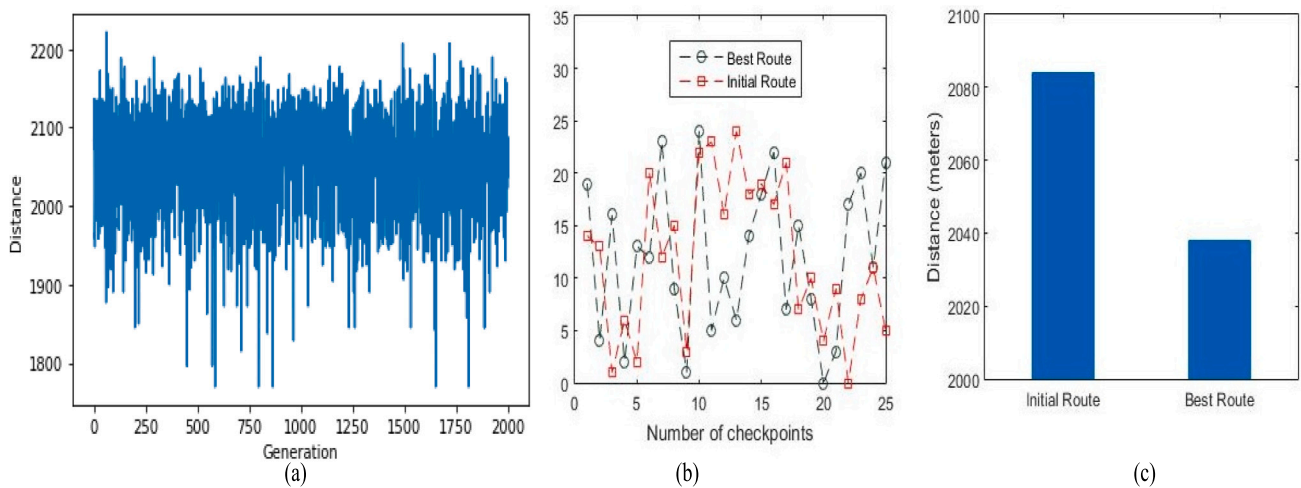 2200
2100
2000
1900
1800
Distance
0 250 500 750 1000 1250 1500 1750 2000
Generation
(a)
35
30
25
20
15
10
5
0
Best Route
Initial Route
0 5 10 15 20 25
Number of checkpoints
(b)
2100
2080
2060
2040
2020
2000
Distance (meters)
Initial Route Best Route
(c)